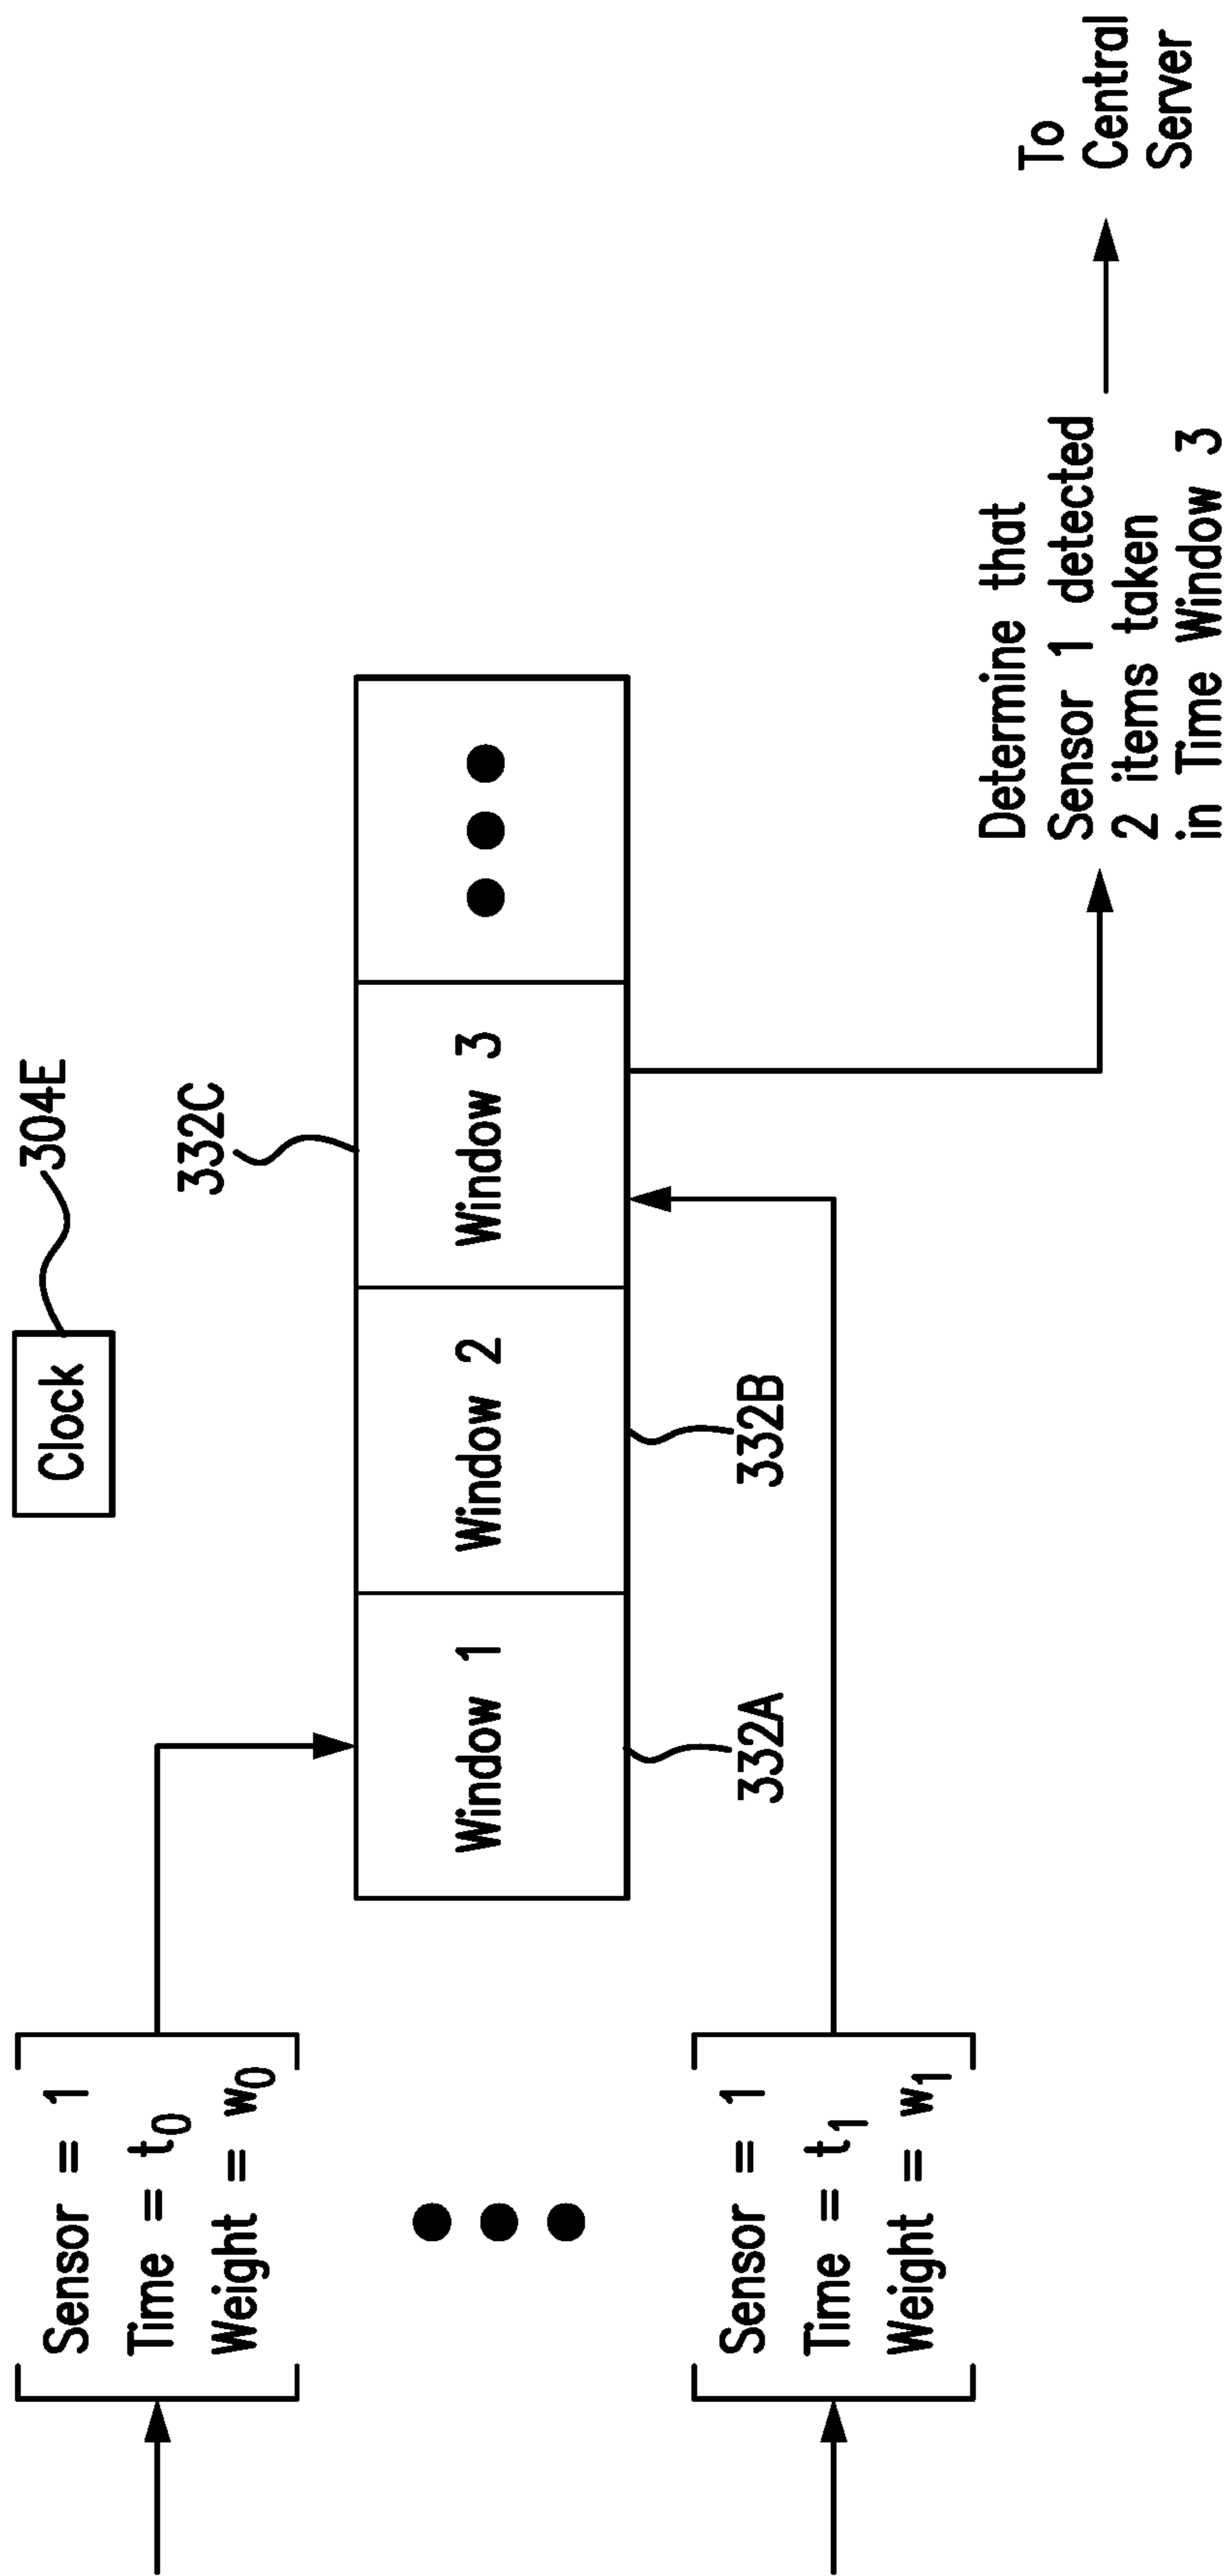 Clock
304E
Sensor = 1
Time = t₀
Weight = w₀
332C
Window 1
Window 2
Window 3
332A
332B
Sensor = 1
Time = t₁
Weight = w₁
Determine that
Sensor 1 detected
2 items taken
in Time Window 3
To
Central
Server